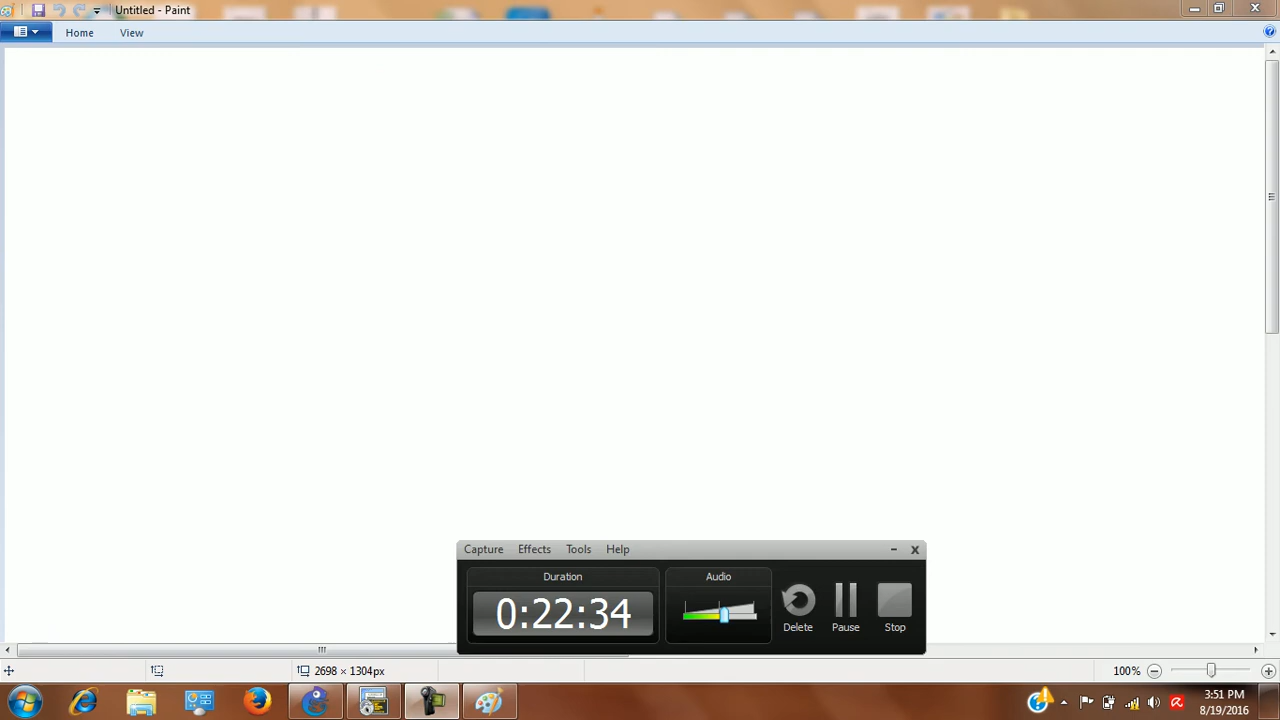 Untitled - Paint
Home View
Capture Effects Tools Help
Duration Audio
0:22:34
Delete Pause Stop
2698 × 1304px 100%
3:51 PM
8/19/2016